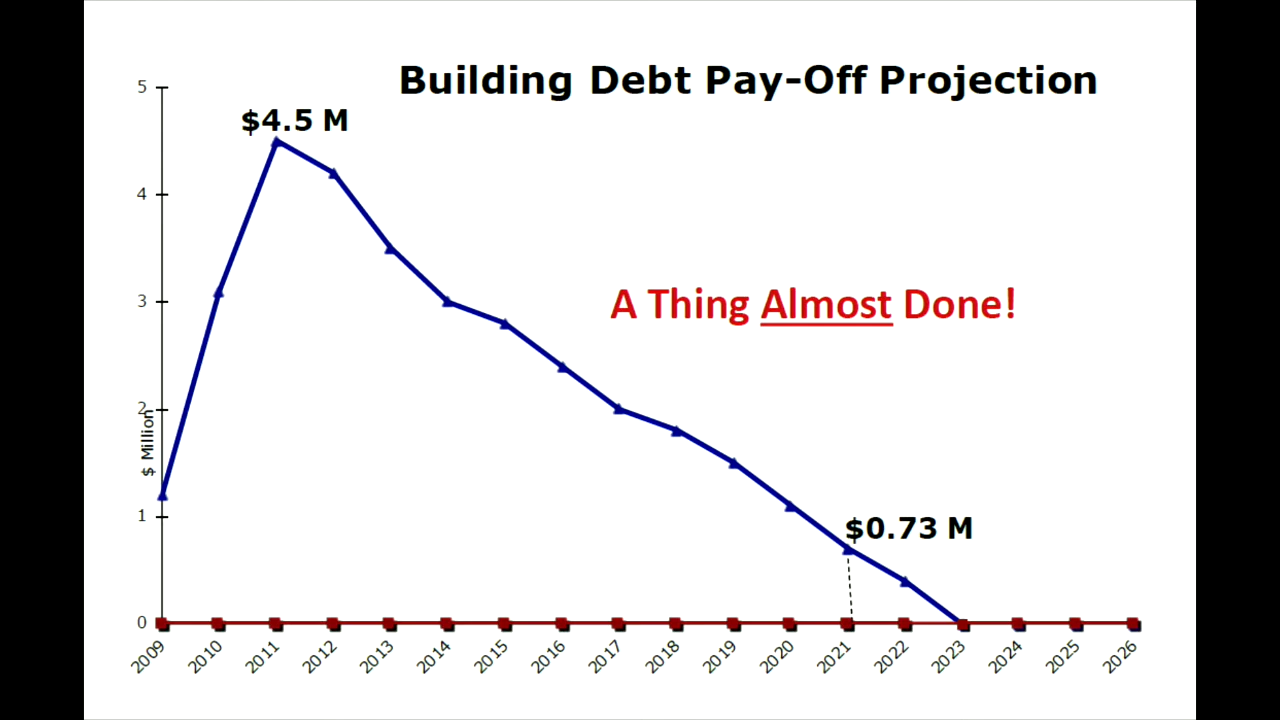 Building Debt Pay-Off Projection
5
$4.5 M
4
A Thing Almost Done!
3
2
$ Million
1
$0.73 M
0
2009 2010 2011 2012 2013 2014 2015 2016 2017 2018 2019 2020 2021 2022 2023 2024 2025 2026